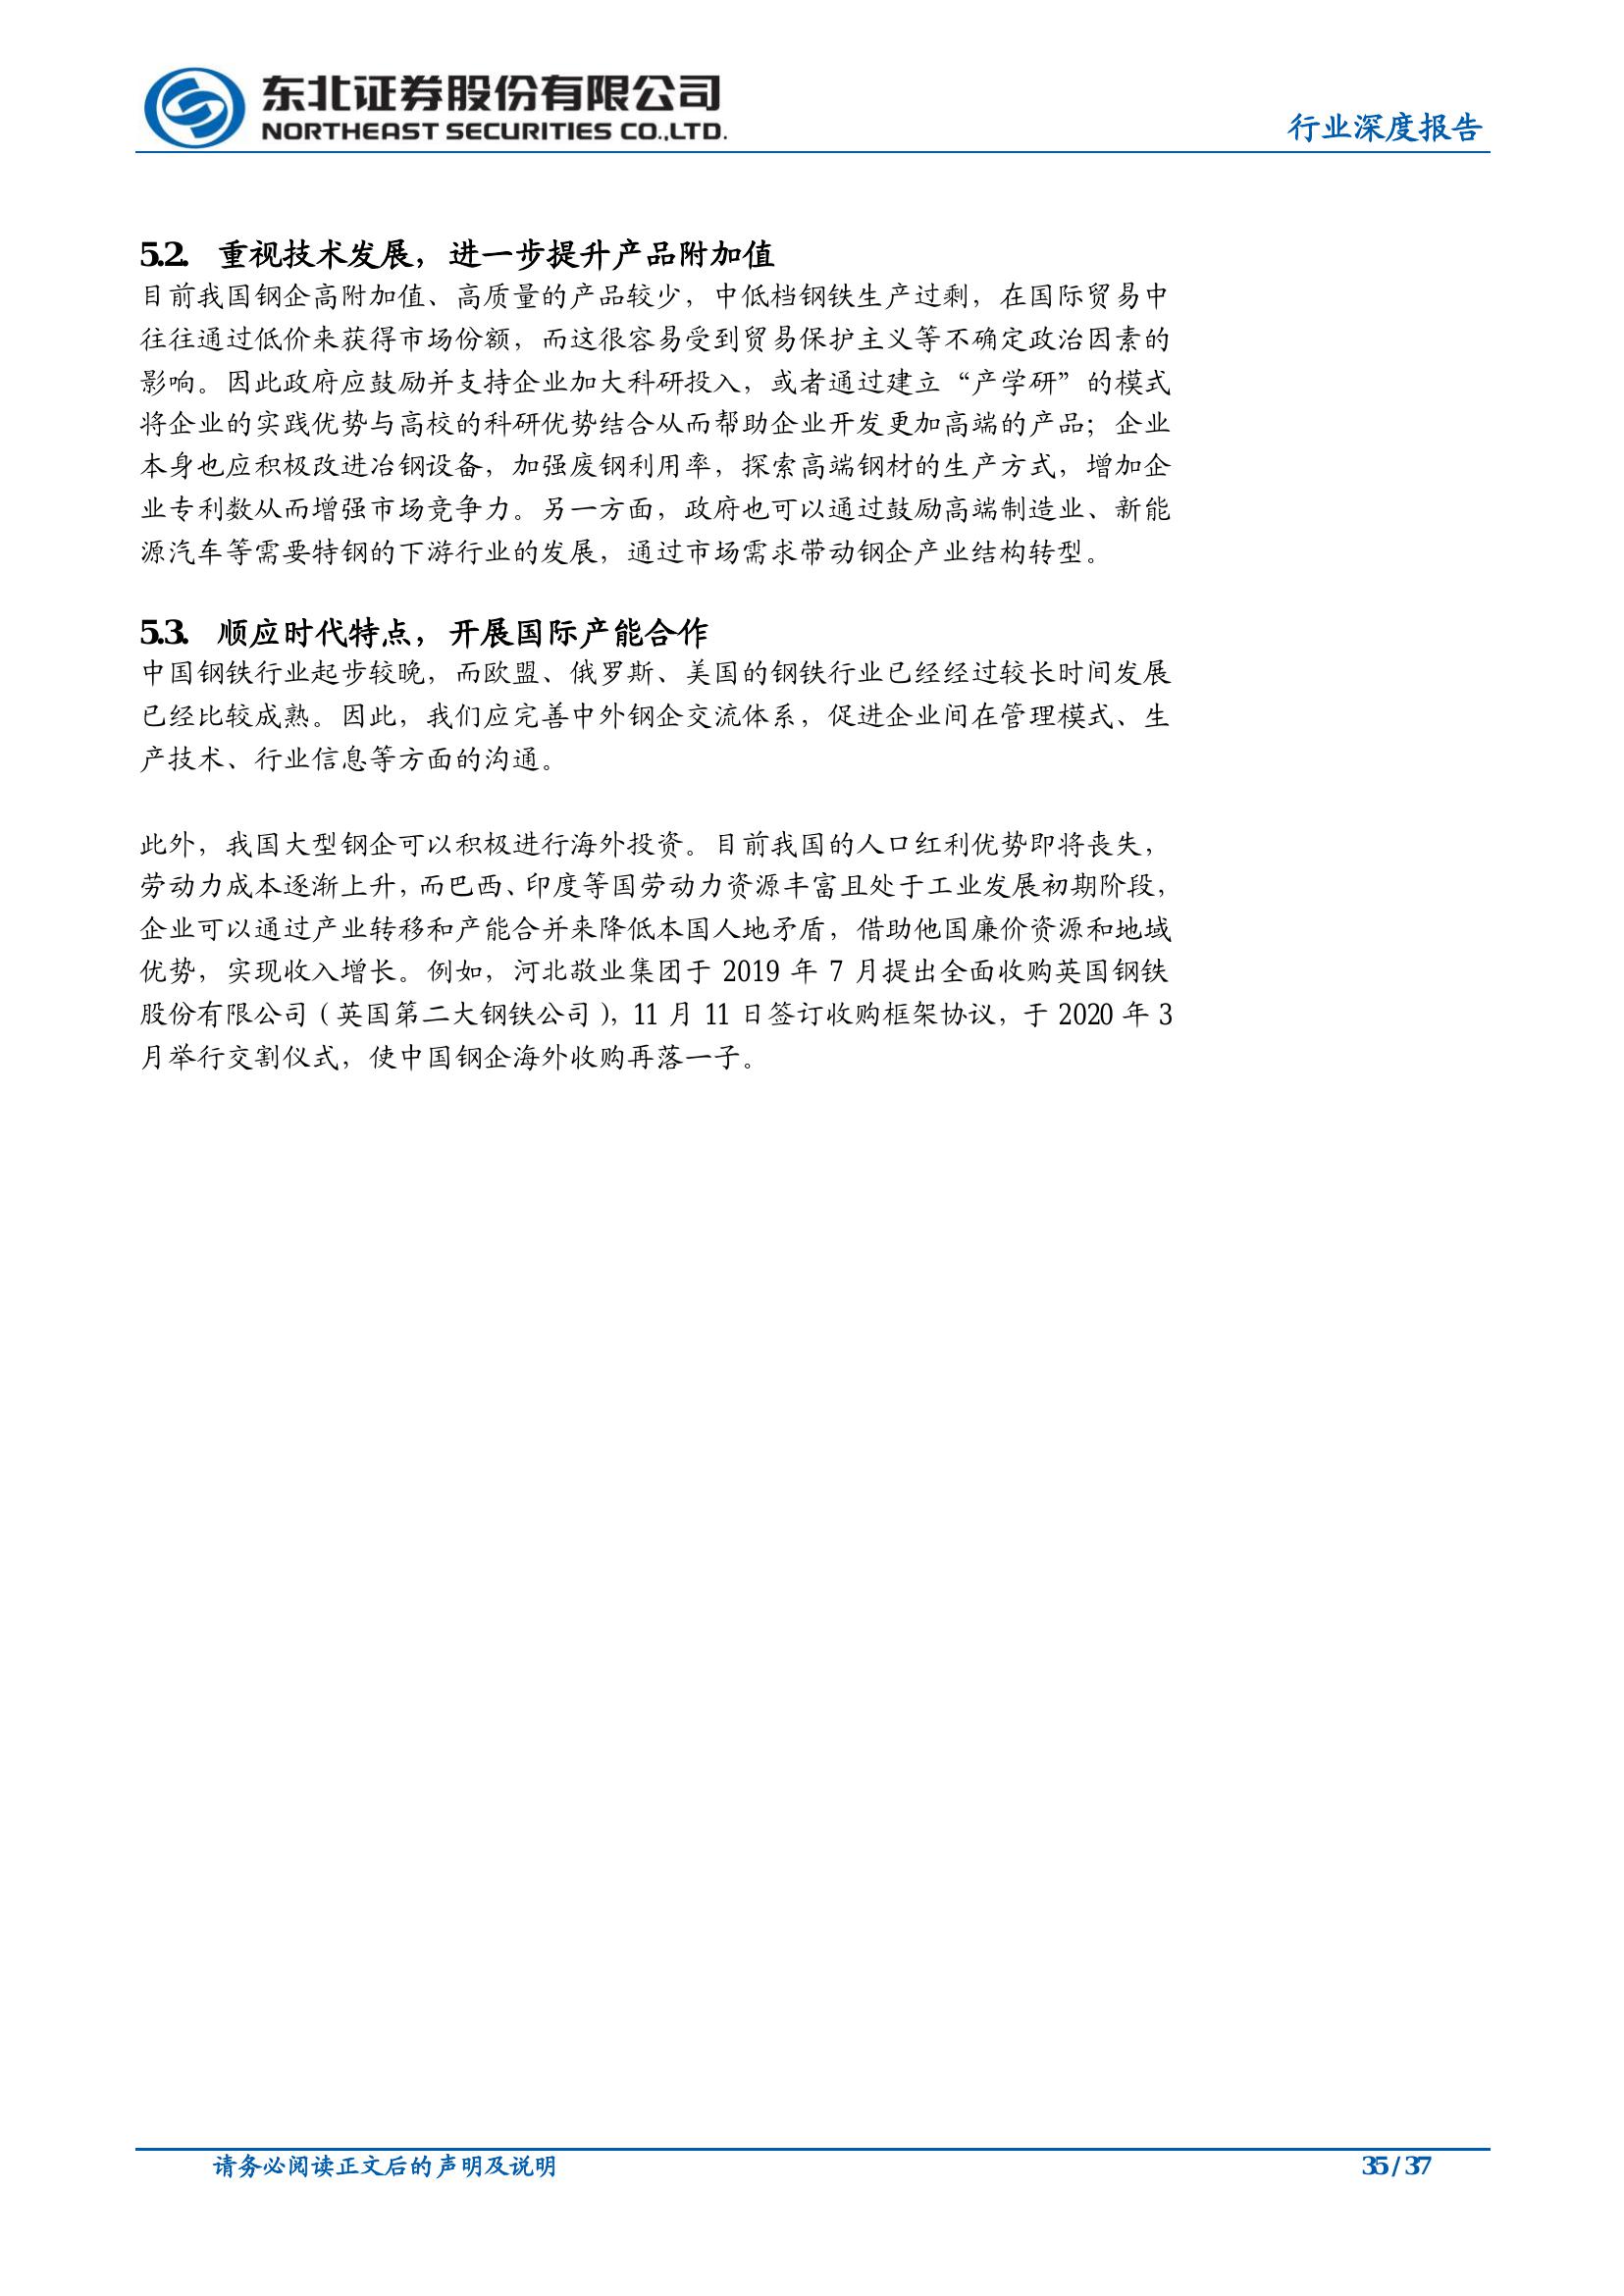 东北证券股份有限公司
NORTHEAST SECURITIES CO.,LTD.
行业深度报告
5.2. 重视技术发展，进一步提升产品附加值
目前我国钢企高附加值、高质量的产品较少，中低档钢铁生产过剩，在国际贸易中
往往通过低价来获得市场份额，而这很容易受到贸易保护主义等不确定政治因素的
影响。因此政府应鼓励并支持企业加大科研投入，或者通过建立“产学研”的模式
将企业的实践优势与高校的科研优势结合从而帮助企业开发更加高端的产品；企业
本身也应积极改进冶钢设备，加强废钢利用率，探索高端钢材的生产方式，增加企
业专利数从而增强市场竞争力。另一方面，政府也可以通过鼓励高端制造业、新能
源汽车等需要特钢的下游行业的发展，通过市场需求带动钢企产业结构转型。
5.3. 顺应时代特点，开展国际产能合作
中国钢铁行业起步较晚，而欧盟、俄罗斯、美国的钢铁行业已经经过较长时间发展
已经比较成熟。因此，我们应完善中外钢企交流体系，促进企业间在管理模式、生
产技术、行业信息等方面的沟通。
此外，我国大型钢企可以积极进行海外投资。目前我国的人口红利优势即将丧失，
劳动力成本逐渐上升，而巴西、印度等国劳动力资源丰富且处于工业发展初期阶段，
企业可以通过产业转移和产能合并来降低本国人地矛盾，借助他国廉价资源和地域
优势，实现收入增长。例如，河北敬业集团于 2019 年 7 月提出全面收购英国钢铁
股份有限公司（英国第二大钢铁公司），11 月 11 日签订收购框架协议，于 2020 年 3
月举行交割仪式，使中国钢企海外收购再落一子。
请务必阅读正文后的声明及说明
35 / 37